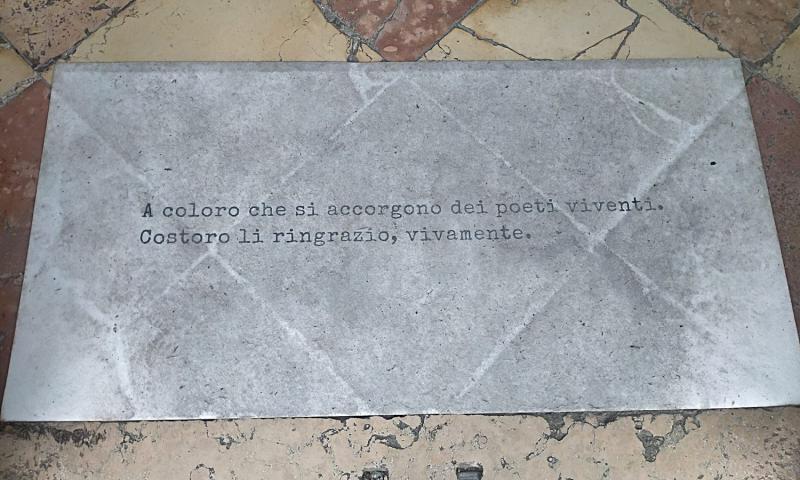 A coloro che si accorgono dei poeti viventi.
Costoro li ringrazio, vivamente.